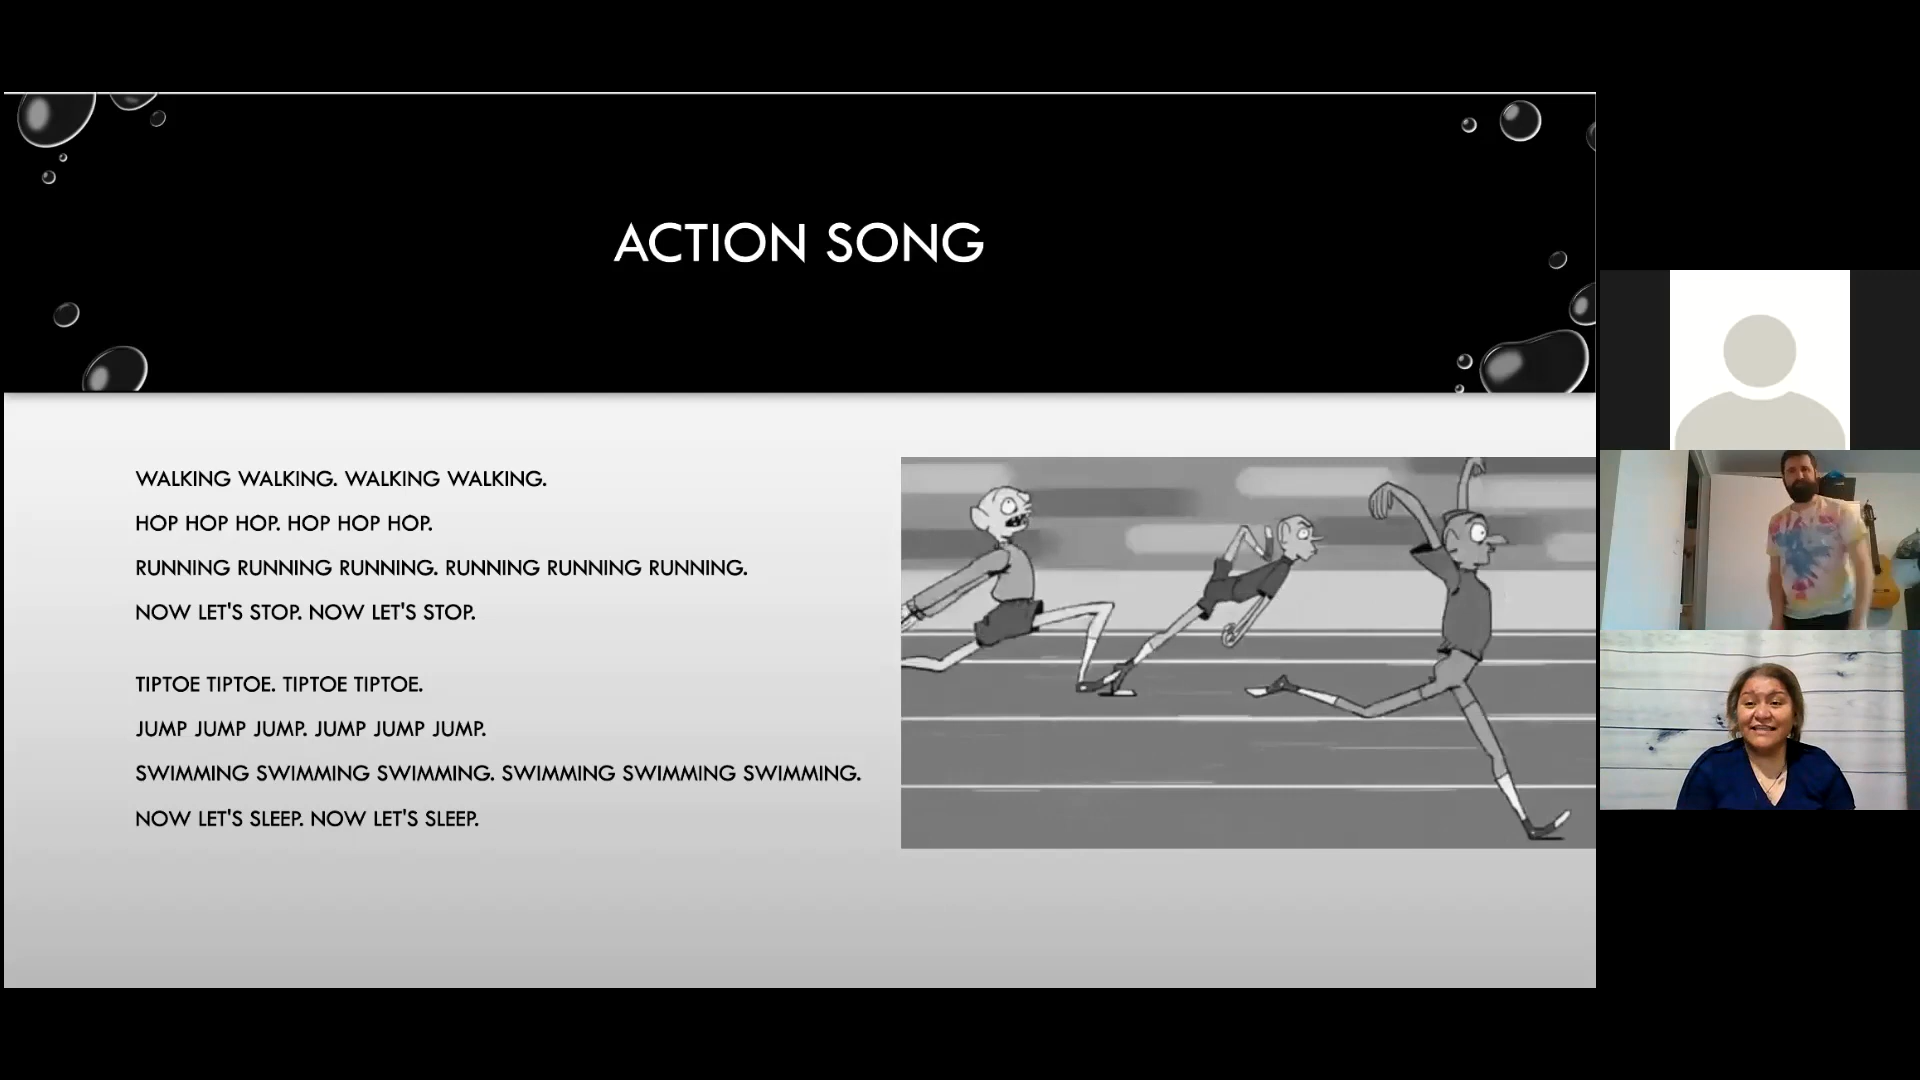 ACTION SONG
WALKING WALKING. WALKING WALKING.
HOP HOP HOP. HOP HOP HOP.
RUNNING RUNNING RUNNING. RUNNING RUNNING RUNNING.
NOW LET'S STOP. NOW LET'S STOP.
TIPTOE TIPTOE. TIPTOE TIPTOE.
JUMP JUMP JUMP. JUMP JUMP JUMP.
SWIMMING SWIMMING SWIMMING. SWIMMING SWIMMING SWIMMING.
NOW LET'S SLEEP. NOW LET'S SLEEP.